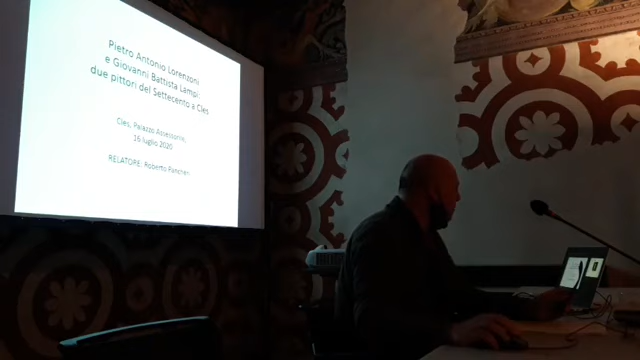 Pietro Antonio Lorenzoni
e Giovanni Battista Lampi:
due pittori del Settecento a Cles
Cles, Palazzo Assessorile,
16 luglio 2020
RELATORE: Roberto Pancheri